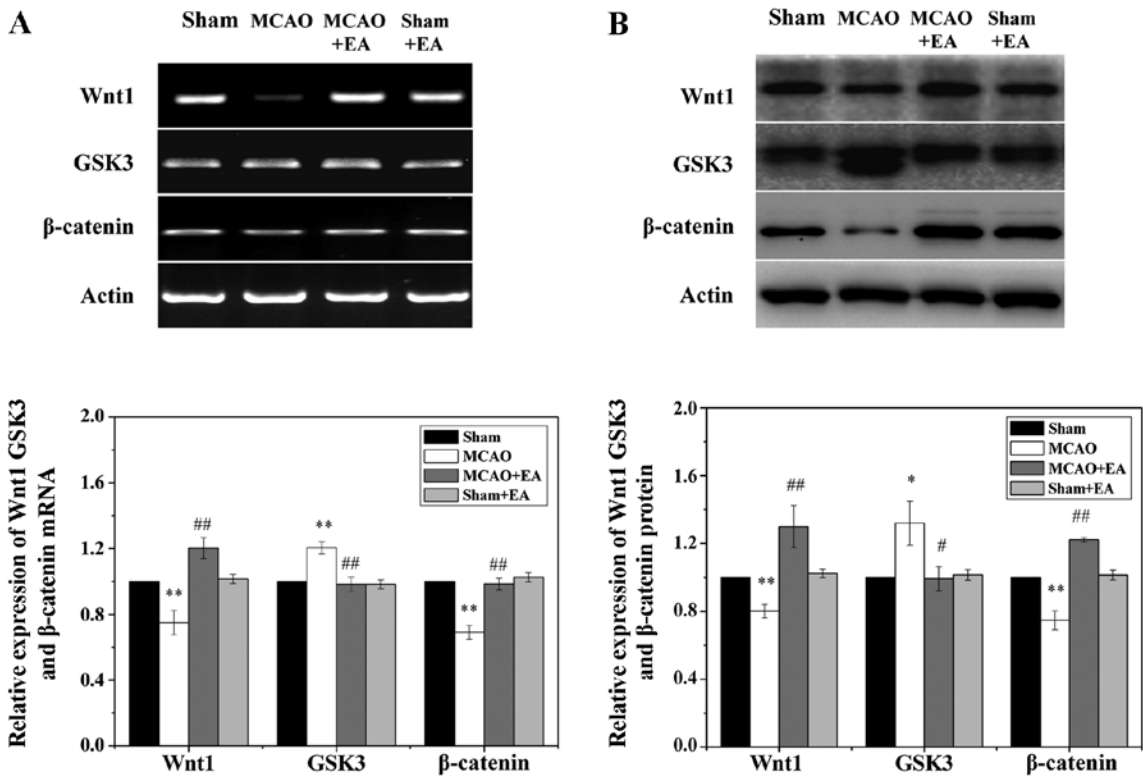 A
Sham MCAO MCAO Sham
+EA +EA
Wnt1
GSK3
β-catenin
Actin
B
Sham MCAO MCAO Sham
+EA +EA
Wnt1
GSK3
β-catenin
Actin
Relative expression of Wnt1 GSK3
and β-catenin mRNA
2.0
1.6
1.2
0.8
0.4
0.0
Sham
MCAO
MCAO+EA
Sham+EA
**
##
**
##
**
##
Wnt1 GSK3 β-catenin
Relative expression of Wnt1 GSK3
and β-catenin protein
2.0
1.6
1.2
0.8
0.4
0.0
Sham
MCAO
MCAO+EA
Sham+EA
**
##
*
#
**
##
Wnt1 GSK3 β-catenin